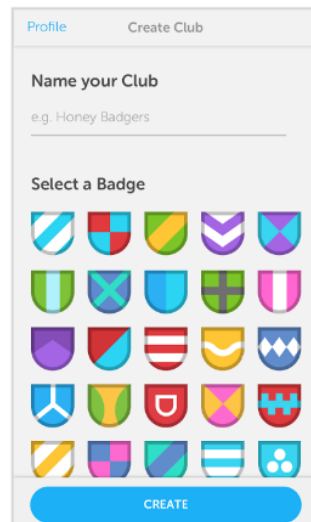 Profile Create Club
Name your Club
e.g. Honey Badgers
Select a Badge
CREATE